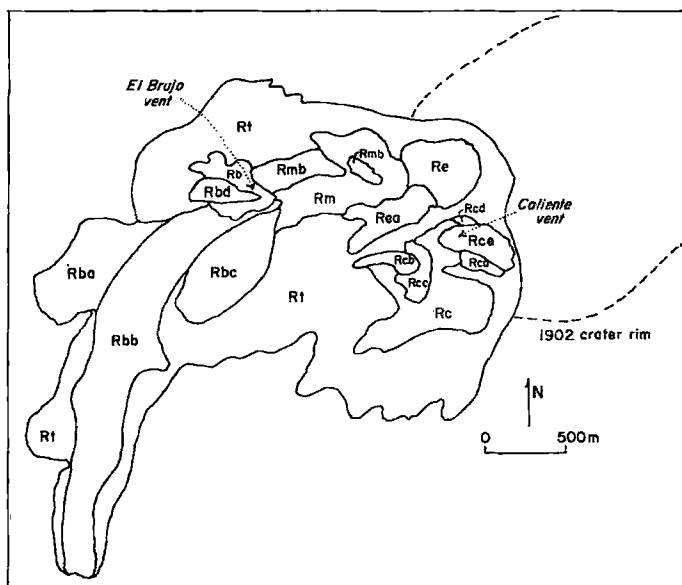 El Brujo
vent
Rt
Rb
Rmb
Rmb
Re
Rbd
Rm
Rea
Rcd
Caliente
vent
Rce
Rba
Rbc
Rcb
Rca
Rcc
Rt
Rc
Rbb
1902 crater rim
N
Rt
0 500m